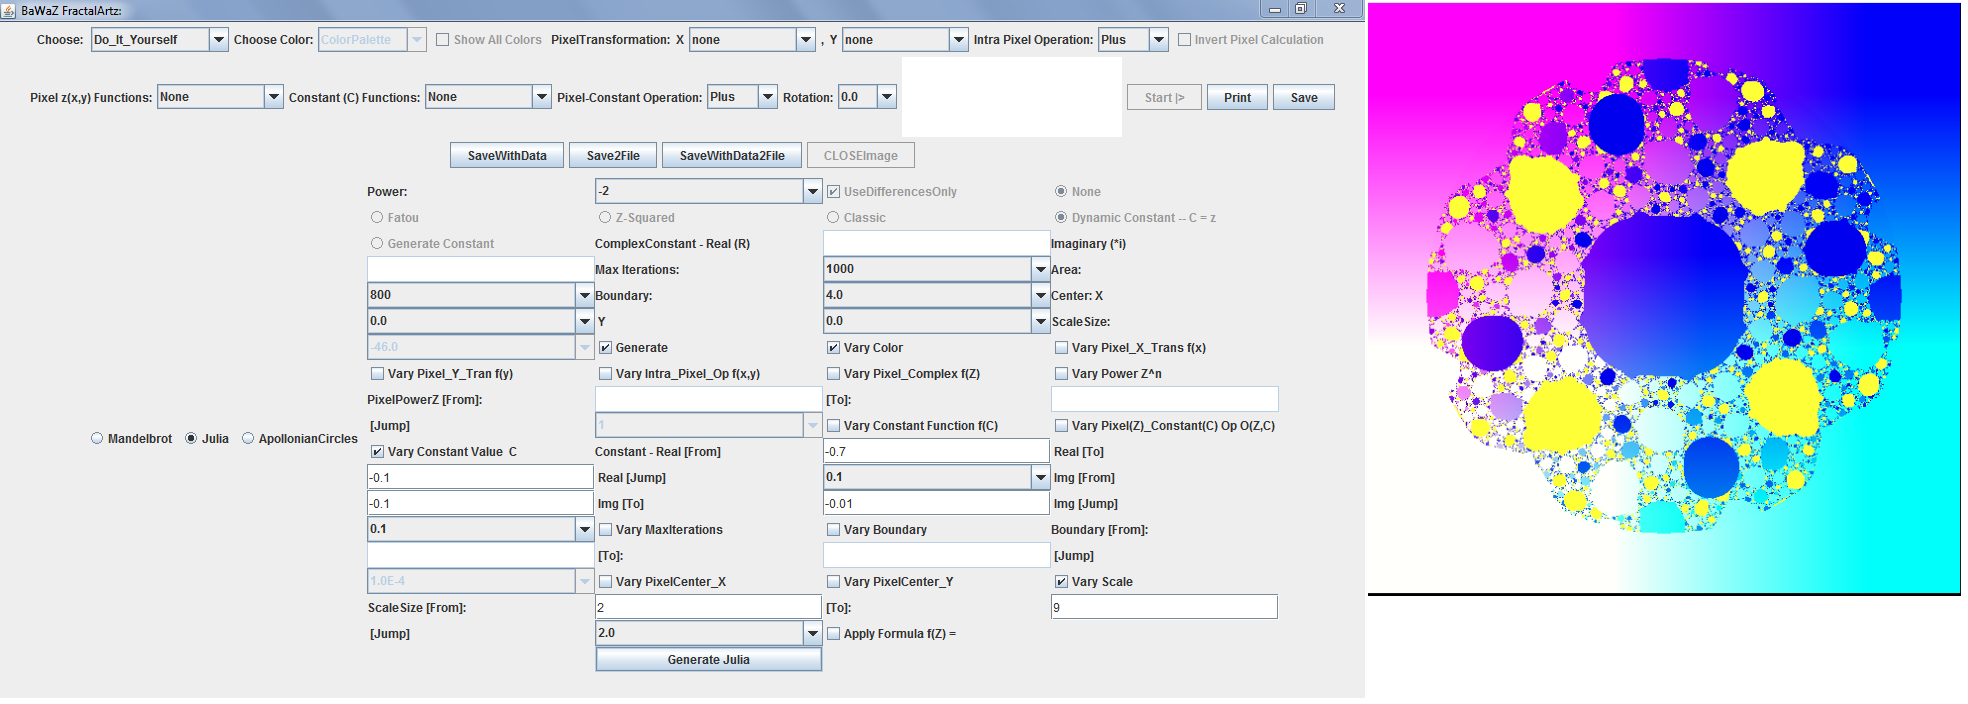 BaWaZ FractalArtz:
Choose: Do_It_Yourself Choose Color: ColorPalette Show All Colors PixelTransformation: X none , Y none Intra Pixel Operation: Plus Invert Pixel Calculation
Pixel z(x,y) Functions: None Constant (C) Functions: None Pixel-Constant Operation: Plus Rotation: 0.0 Start |> Print Save
SaveWithData Save2File SaveWithData2File CLOSEImage
Power: -2 UseDifferencesOnly None
Fatou Z-Squared Classic Dynamic Constant -- C = z
Generate Constant ComplexConstant - Real (R) Imaginary (*i)
Max Iterations: 1000 Area:
800 Boundary: 4.0 Center: X
0.0 Y 0.0 ScaleSize:
-46.0 Generate Vary Color Vary Pixel_X_Trans f(x)
Vary Pixel_Y_Tran f(y) Vary Intra_Pixel_Op f(x,y) Vary Pixel_Complex f(Z) Vary Power Z^n
PixelPowerZ [From]: [To]:
[Jump] 1 Vary Constant Function f(C) Vary Pixel(Z)_Constant(C) Op O(Z,C)
Mandelbrot Julia ApollonianCircles
Vary Constant Value C Constant - Real [From] -0.7 Real [To]
-0.1 Real [Jump] 0.1 Img [From]
-0.1 Img [To] -0.01 Img [Jump]
0.1 Vary MaxIterations Vary Boundary Boundary [From]:
[To]: [Jump]
1.0E-4 Vary PixelCenter_X Vary PixelCenter_Y Vary Scale
ScaleSize [From]: 2 [To]: 9
[Jump] 2.0 Apply Formula f(Z) =
Generate Julia